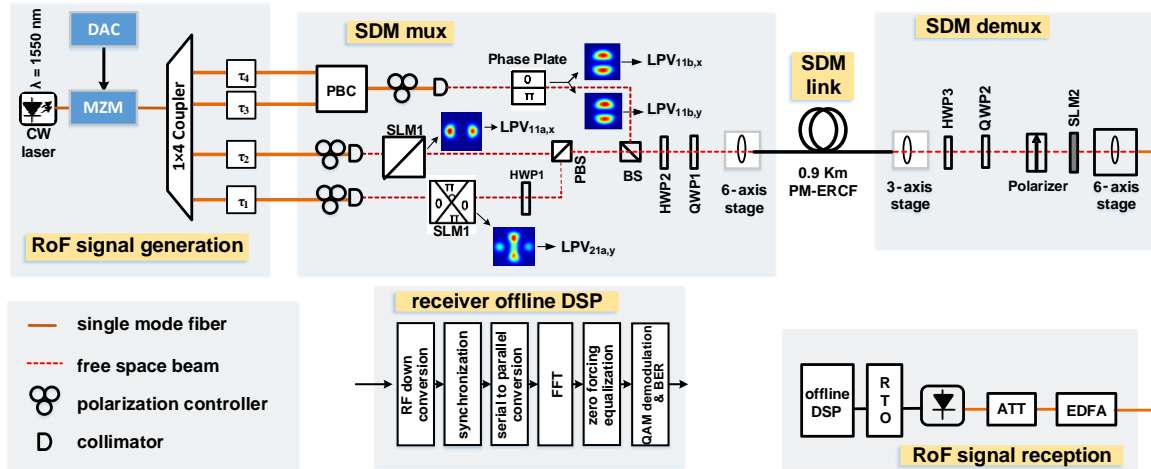 SDM mux
SDM demux
DAC
λ = 1550 nm
MZM
CW
laser
1×4 Coupler
τ4
τ3
τ2
τ1
RoF signal generation
PBC
Phase Plate
0
π
LPV11b,x
LPV11b,y
SLM1
LPV11a,x
PBS
BS
HWP1
π
0
0
π
SLM1
LPV21a,y
HWP2
QWP1
6-axis
stage
SDM
link
0.9 Km
PM-ERCF
3-axis
stage
HWP3
QWP2
Polarizer
SLM2
6-axis
stage
single mode fiber
free space beam
polarization controller
collimator
receiver offline DSP
RF down
conversion
synchronization
serial to parallel
conversion
FFT
zero forcing
equalization
QAM demodulation
& BER
offline
DSP
RTO
ATT
EDFA
RoF signal reception